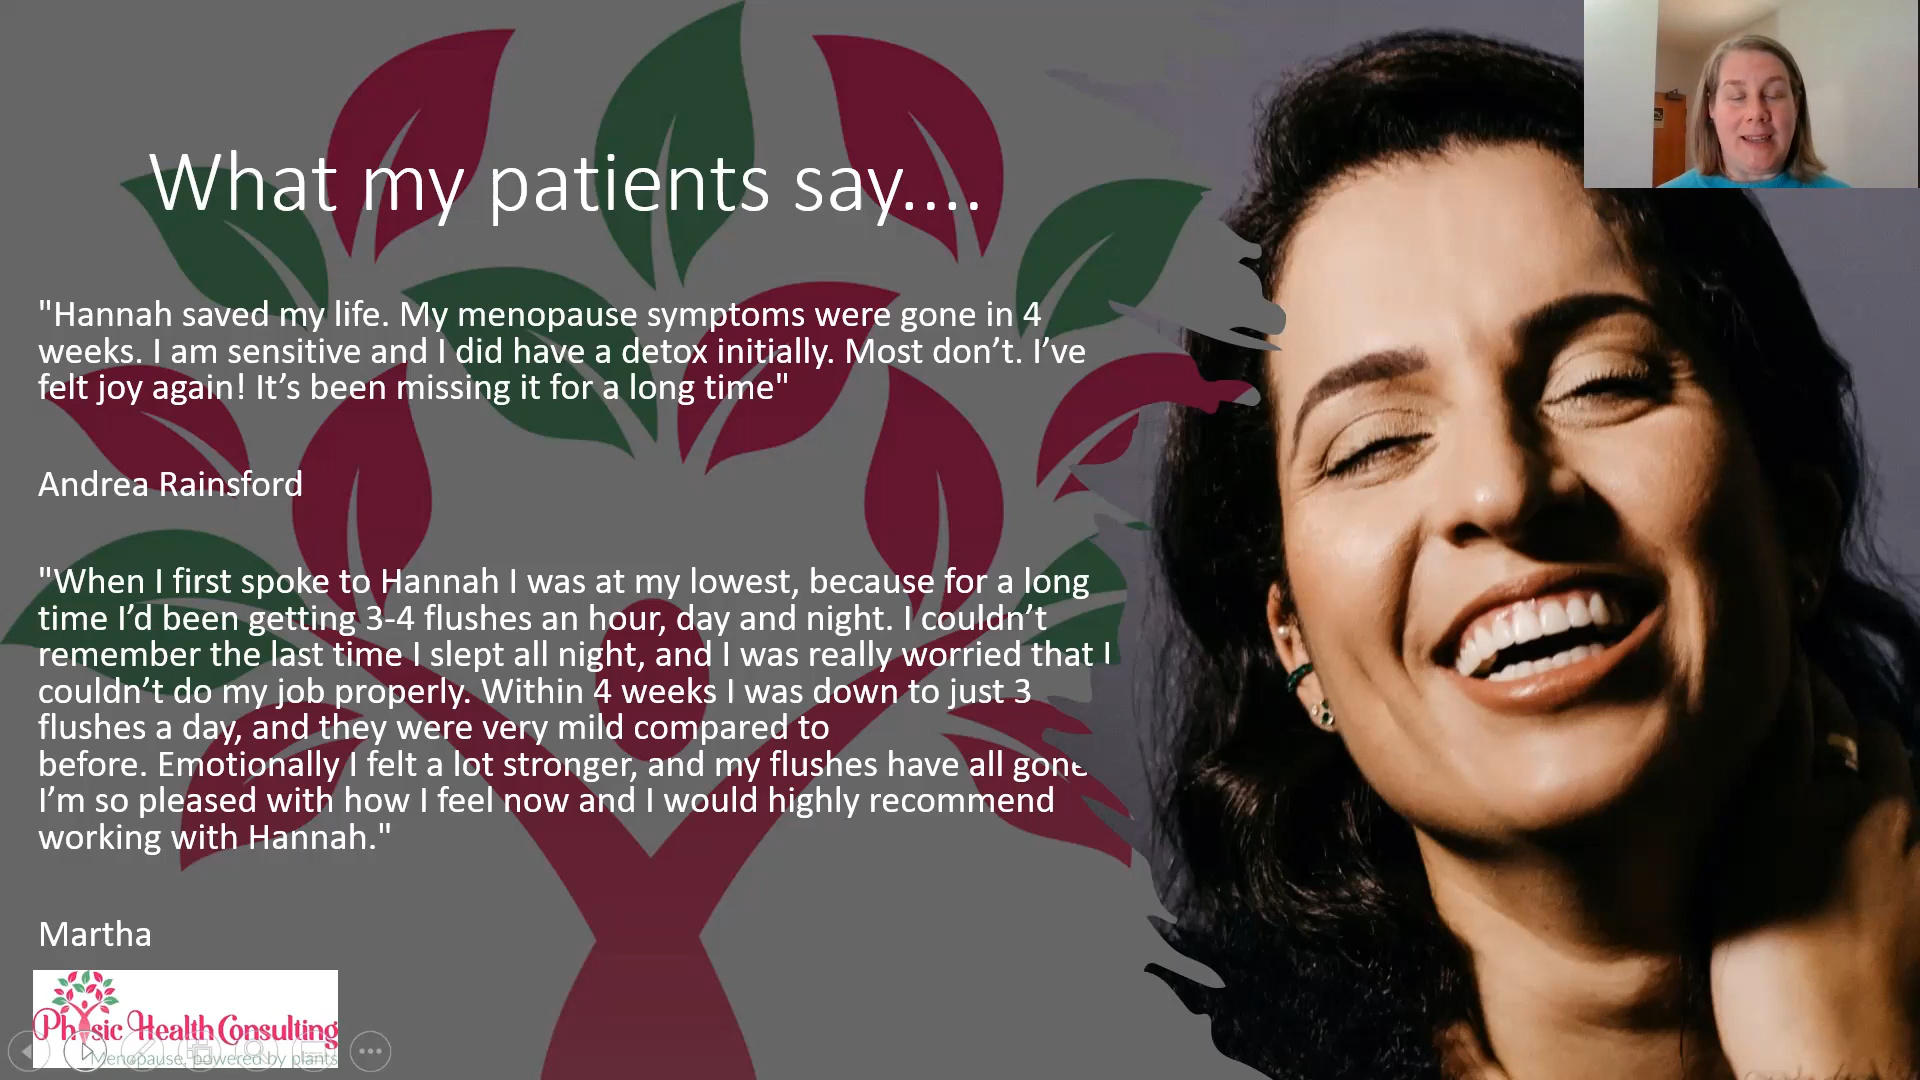 What my patients say....
"Hannah saved my life. My menopause symptoms were gone in 4
weeks. I am sensitive and I did have a detox initially. Most don’t. I’ve
felt joy again! It’s been missing it for a long time"
Andrea Rainsford
"When I first spoke to Hannah I was at my lowest, because for a long
time I’d been getting 3-4 flushes an hour, day and night. I couldn’t
remember the last time I slept all night, and I was really worried that I
couldn’t do my job properly. Within 4 weeks I was down to just 3
flushes a day, and they were very mild compared to
before. Emotionally I felt a lot stronger, and my flushes have all gone
I’m so pleased with how I feel now and I would highly recommend
working with Hannah."
Martha
Physic Health Consulting
Menopause, powered by plants